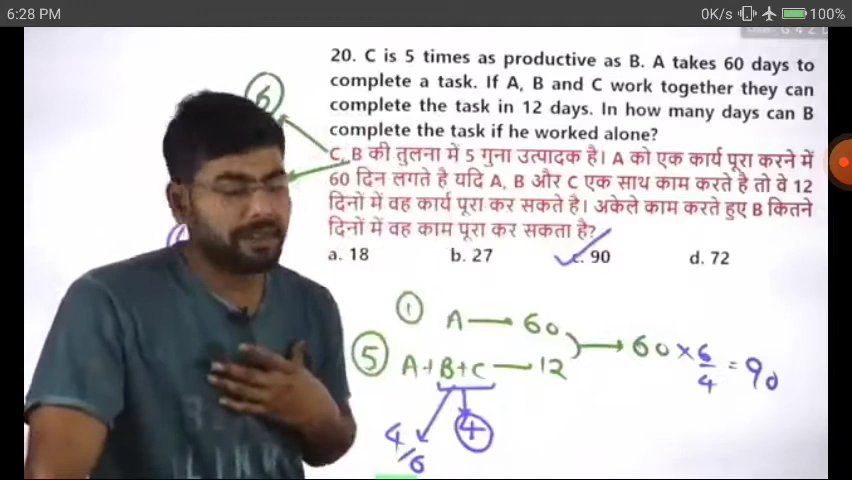 6:28 PM 0K/s 100%
20. C is 5 times as productive as B. A takes 60 days to
complete a task. If A, B and C work together they can
complete the task in 12 days. In how many days can B
complete the task if he worked alone?
C, B की तुलना में 5 गुना उत्पादक है। A को एक कार्य पूरा करने में
60 दिन लगते है यदि A, B और C एक साथ काम करते है तो वे 12
दिनों में वह कार्य पूरा कर सकते है। अकेले काम करते हुए B कितने
दिनों में वह काम पूरा कर सकता है?
a. 18 b. 27 c. 90 d. 72
6
1 A 60
5 A+B+C 12
60 × 6/4 = 90
4/6 4